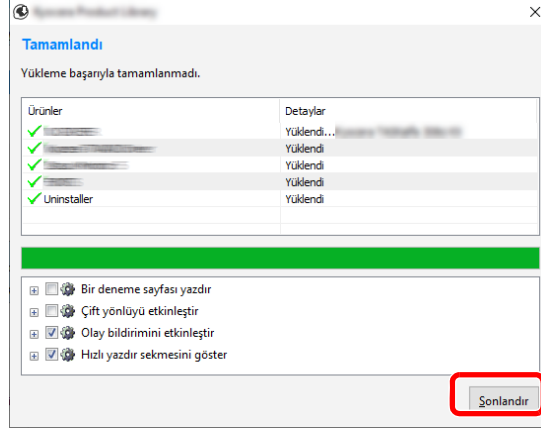 Tamamlandı
Yükleme başarıyla tamamlanmadı.
Ürünler Detaylar
Yüklendi...
Yüklendi
Yüklendi
Yüklendi
Uninstaller Yüklendi
Bir deneme sayfası yazdır
Çift yönlüyü etkinleştir
Olay bildirimini etkinleştir
Hızlı yazdır sekmesini göster
Sonlandır